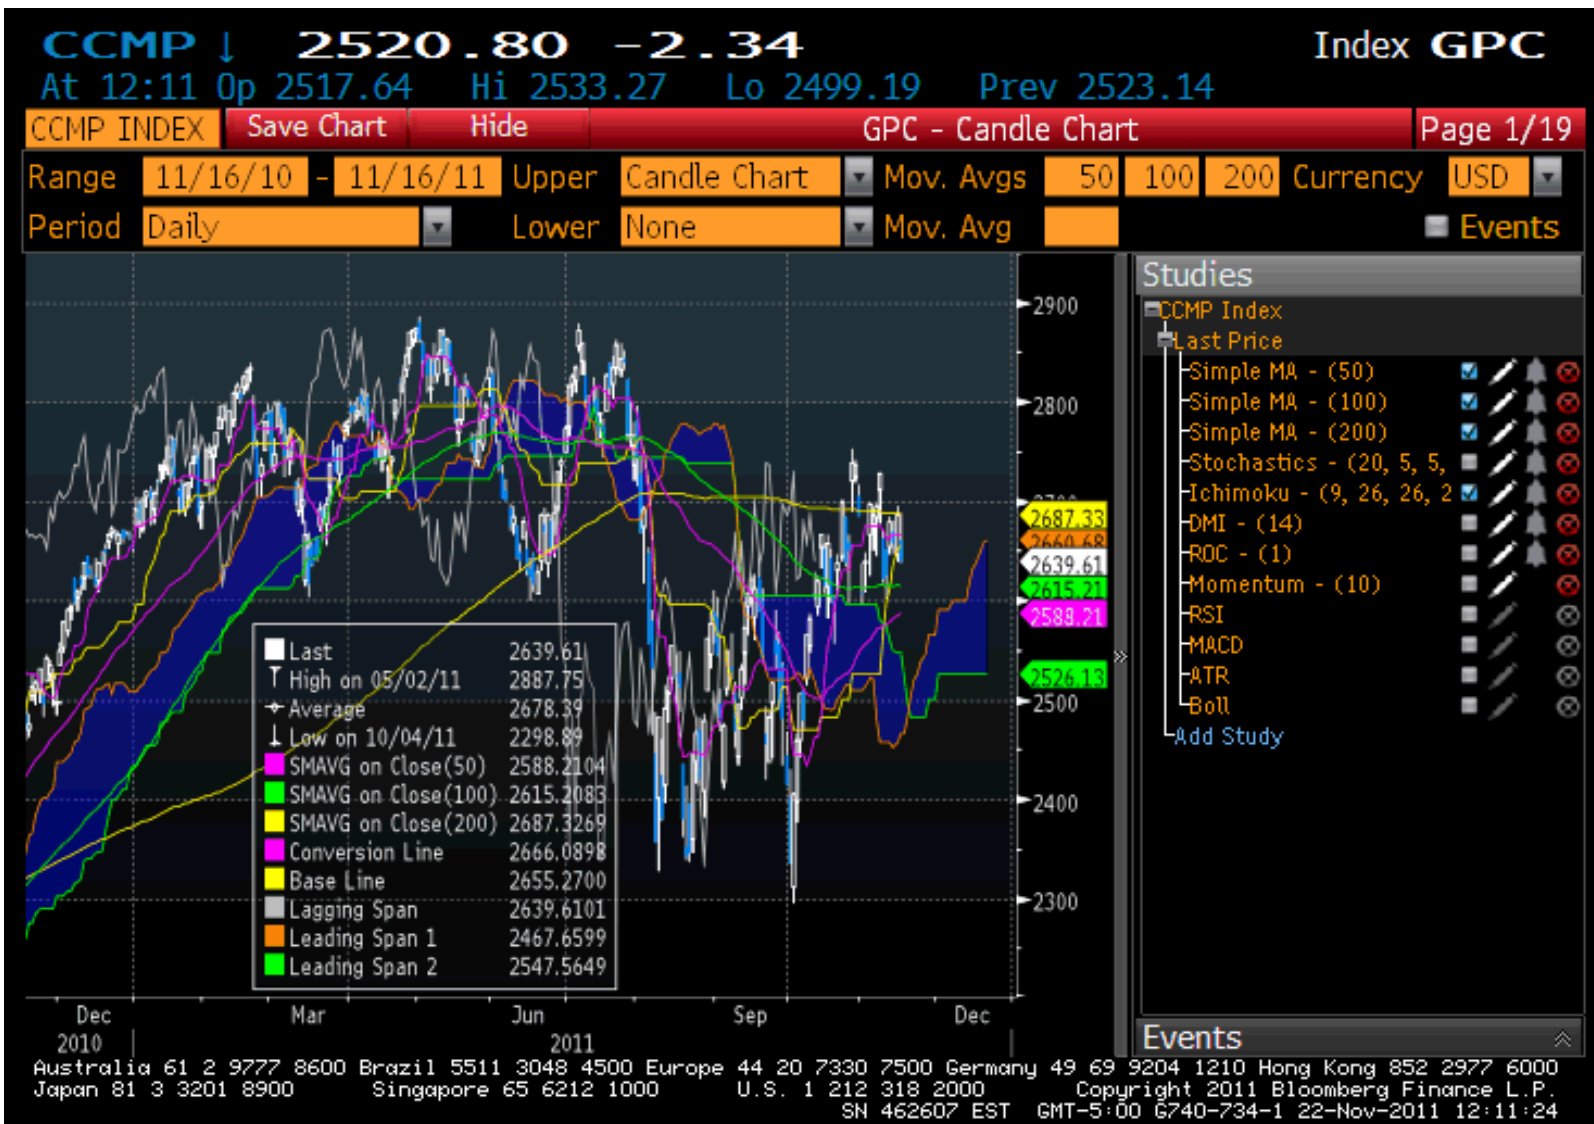 CCMP ↓ 2520.80 -2.34 Index GPC
At 12:11 Op 2517.64 Hi 2533.27 Lo 2499.19 Prev 2523.14
CCMP INDEX Save Chart Hide GPC - Candle Chart Page 1/19
Range 11/16/10 - 11/16/11 Upper Candle Chart Mov. Avgs 50 100 200 Currency USD
Period Daily Lower None Mov. Avg Events
Studies
CCMP Index
Last Price
Simple MA - (50)
Simple MA - (100)
Simple MA - (200)
Stochastics - (20, 5, 5,
Ichimoku - (9, 26, 26, 2
DMI - (14)
ROC - (1)
Momentum - (10)
RSI
MACD
ATR
Boll
Add Study
Events
2900
2800
2700
2687.33
2660.68
2639.61
2615.21
2588.21
2526.13
2500
2400
2300
Last 2639.61
High on 05/02/11 2887.75
Average 2678.39
Low on 10/04/11 2298.89
SMAVG on Close(50) 2588.2104
SMAVG on Close(100) 2615.2083
SMAVG on Close(200) 2687.3269
Conversion Line 2666.0898
Base Line 2655.2700
Lagging Span 2639.6101
Leading Span 1 2467.6599
Leading Span 2 2547.5649
Dec Mar Jun Sep Dec
2010 2011
Australia 61 2 9777 8600 Brazil 5511 3048 4500 Europe 44 20 7330 7500 Germany 49 69 9204 1210 Hong Kong 852 2977 6000
Japan 81 3 3201 8900 Singapore 65 6212 1000 U.S. 1 212 318 2000 Copyright 2011 Bloomberg Finance L.P.
SN 462607 EST GMT-5:00 G740-734-1 22-Nov-2011 12:11:24